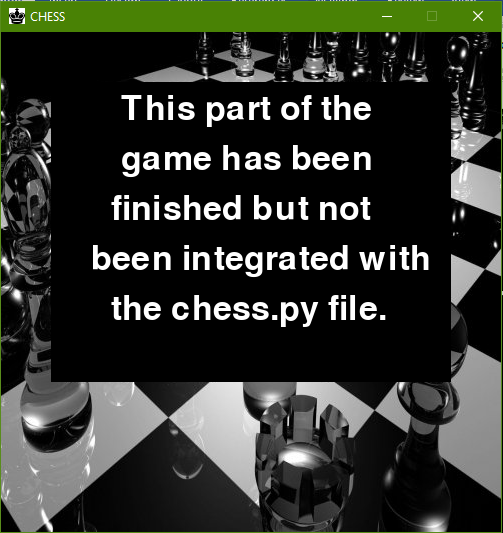 CHESS
This part of the
game has been
finished but not
been integrated with
the chess.py file.